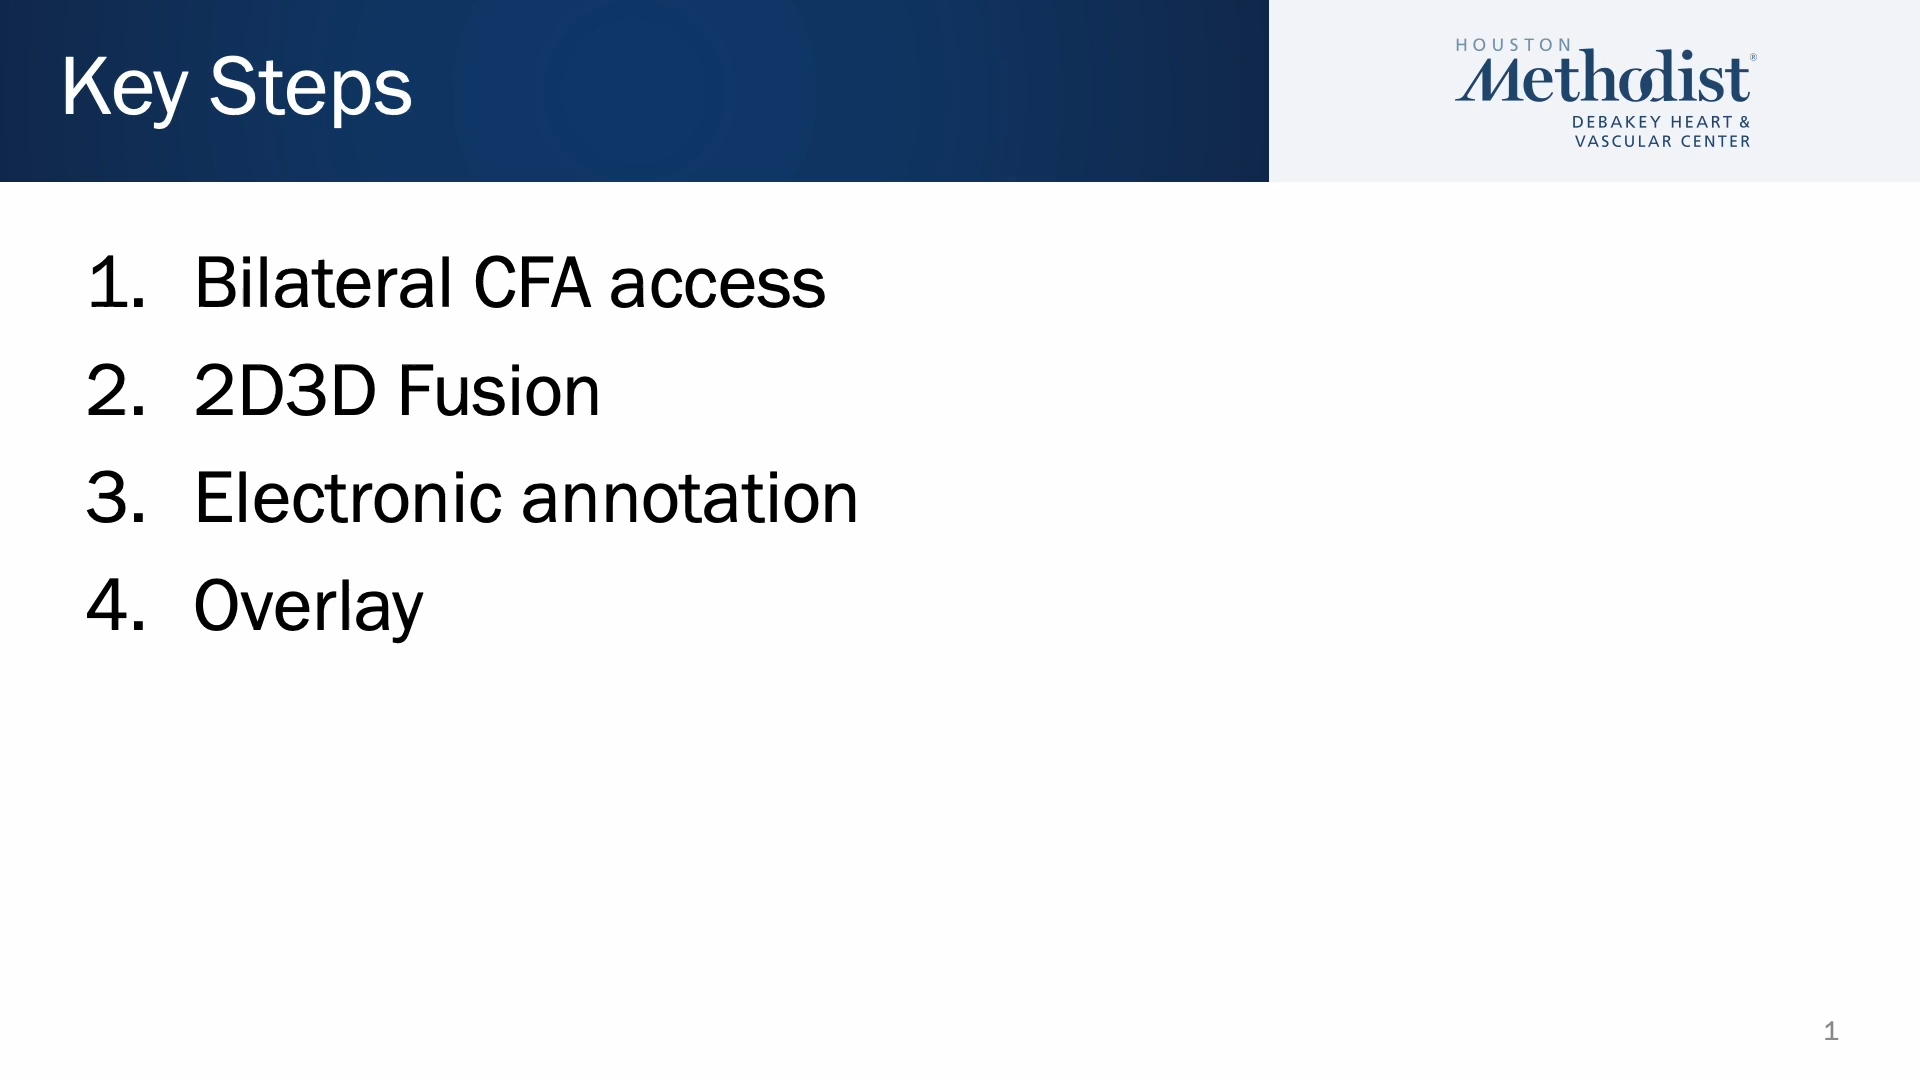 Key Steps
HOUSTON
Methodist®
DEBAKEY HEART &
VASCULAR CENTER
1. Bilateral CFA access
2. 2D3D Fusion
3. Electronic annotation
4. Overlay
1